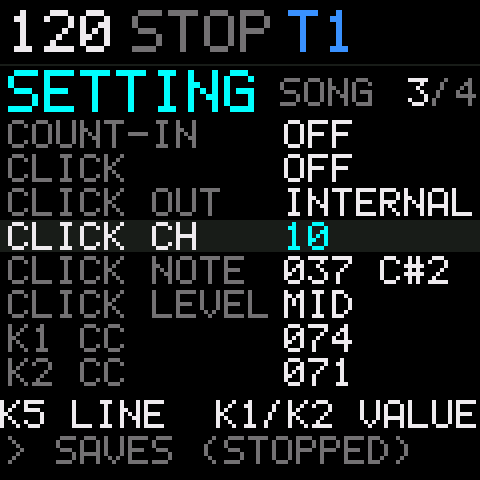 120 STOP T1
SETTING SONG 3/4
COUNT-IN OFF
CLICK OFF
CLICK OUT INTERNAL
CLICK CH 10
CLICK NOTE 037 C#2
CLICK LEVEL MID
K1 CC 074
K2 CC 071
K5 LINE K1/K2 VALUE
> SAVES (STOPPED)